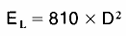 E_L = 810 × D²